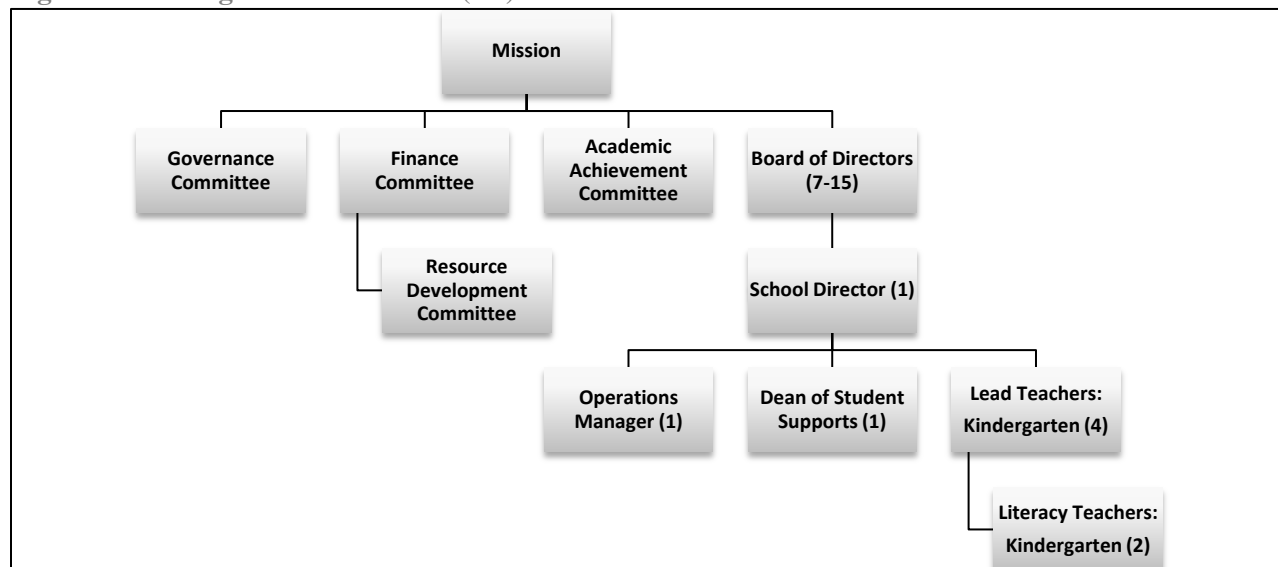 Mission
Governance
Committee
Finance
Committee
Academic
Achievement
Committee
Board of Directors
(7-15)
Resource
Development
Committee
School Director (1)
Operations
Manager (1)
Dean of Student
Supports (1)
Lead Teachers:
Kindergarten (4)
Literacy Teachers:
Kindergarten (2)